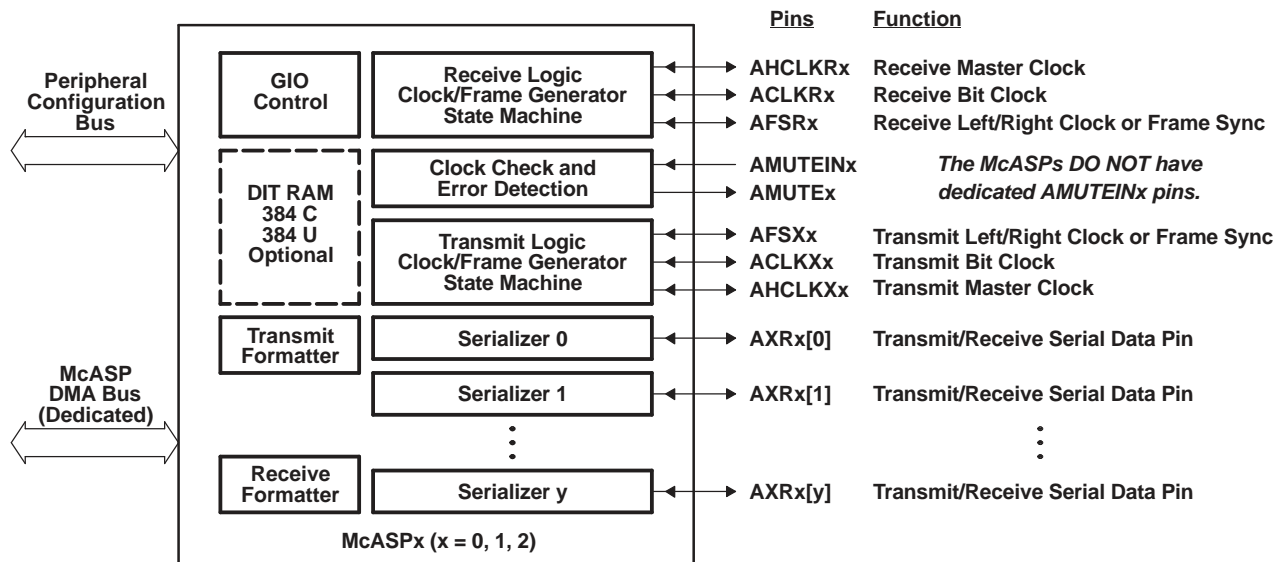 Pins Function
Peripheral
Configuration
Bus
GIO
Control
Receive Logic
Clock/Frame Generator
State Machine
AHCLKRx Receive Master Clock
ACLKRx Receive Bit Clock
AFSRx Receive Left/Right Clock or Frame Sync
DIT RAM
384 C
384 U
Optional
Clock Check and
Error Detection
AMUTEINx
AMUTEx
The McASPs DO NOT have
dedicated AMUTEINx pins.
Transmit Logic
Clock/Frame Generator
State Machine
AFSXx Transmit Left/Right Clock or Frame Sync
ACLKXx Transmit Bit Clock
AHCLKXx Transmit Master Clock
Transmit
Formatter
Serializer 0
AXRx[0] Transmit/Receive Serial Data Pin
McASP
DMA Bus
(Dedicated)
Serializer 1
AXRx[1] Transmit/Receive Serial Data Pin
Receive
Formatter
Serializer y
AXRx[y] Transmit/Receive Serial Data Pin
McASPx (x = 0, 1, 2)